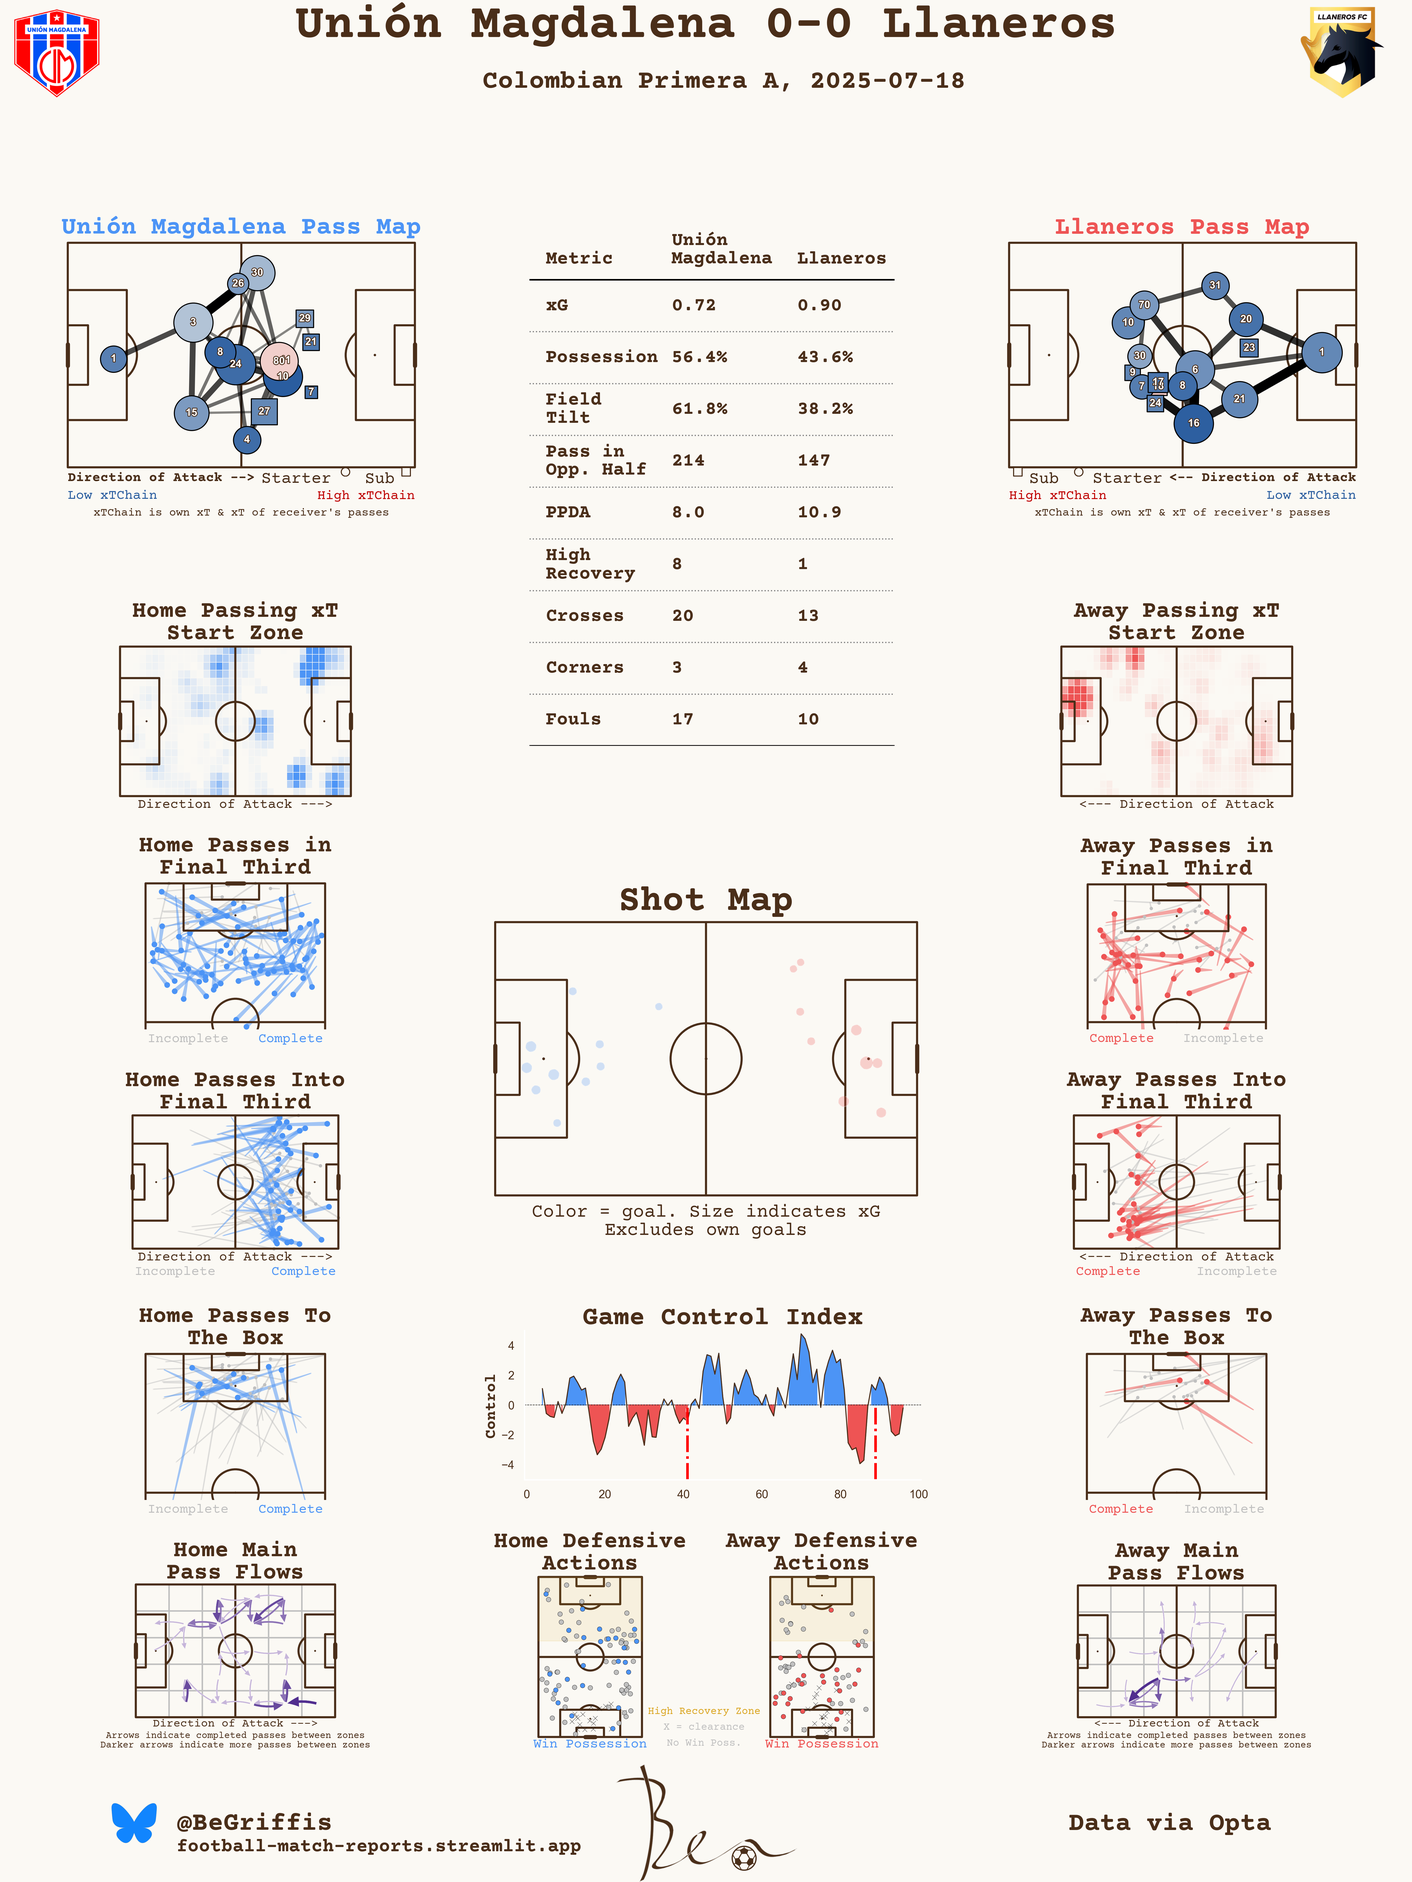 Unión Magdalena 0-0 Llaneros
Colombian Primera A, 2025-07-18
UNIÓN MAGDALENA
LLANEROS FC
Unión Magdalena Pass Map
30
26
3
29
21
8
1
24
8011
10
7
15
27
4
Direction of Attack --> Starter Sub
Low xTChain High xTChain
xTChain is own xT & xT of receiver's passes
Metric Unión Magdalena Llaneros
xG 0.72 0.90
Possession 56.4% 43.6%
Field Tilt 61.8% 38.2%
Pass in Opp. Half 214 147
PPDA 8.0 10.9
High Recovery 8 1
Crosses 20 13
Corners 3 4
Fouls 17 10
Llaneros Pass Map
31
70
10
20
23
30
1
9
6
7
17
8
24
21
16
Sub Starter <-- Direction of Attack
High xTChain Low xTChain
xTChain is own xT & xT of receiver's passes
Home Passing xT
Start Zone
Direction of Attack --->
Away Passing xT
Start Zone
<--- Direction of Attack
Home Passes in
Final Third
Incomplete Complete
Away Passes in
Final Third
Complete Incomplete
Shot Map
Color = goal. Size indicates xG
Excludes own goals
Home Passes Into
Final Third
Direction of Attack --->
Incomplete Complete
Away Passes Into
Final Third
<--- Direction of Attack
Complete Incomplete
Home Passes To
The Box
Incomplete Complete
Game Control Index
Control
4
2
0
−2
−4
0 20 40 60 80 100
Away Passes To
The Box
Complete Incomplete
Home Main
Pass Flows
Direction of Attack --->
Arrows indicate completed passes between zones
Darker arrows indicate more passes between zones
Home Defensive
Actions
Win Possession
Away Defensive
Actions
Win Possession
High Recovery Zone
X = clearance
No Win Poss.
Away Main
Pass Flows
<--- Direction of Attack
Arrows indicate completed passes between zones
Darker arrows indicate more passes between zones
@BeGriffis
football-match-reports.streamlit.app
Ben
Data via Opta